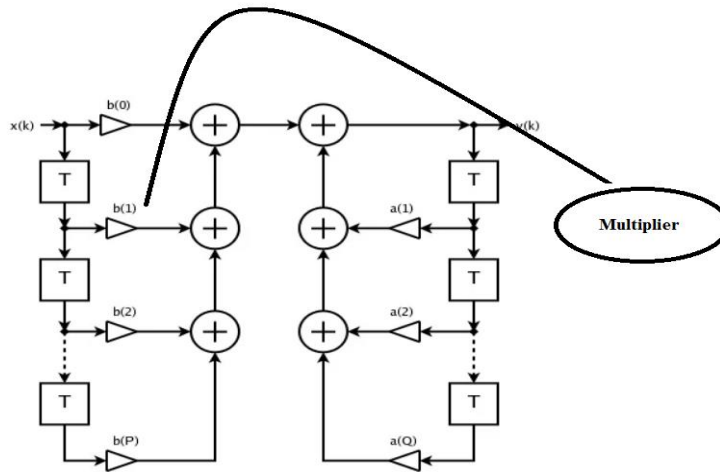 b(0)
x(k)
y(k)
T
T
b(1)
a(1)
Multiplier
T
T
b(2)
a(2)
T
T
b(P)
a(Q)